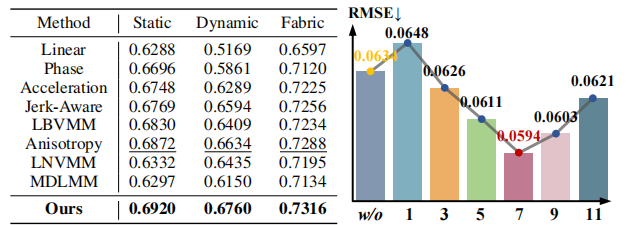 Method Static Dynamic Fabric
Linear 0.6288 0.5169 0.6597
Phase 0.6696 0.5861 0.7120
Acceleration 0.6748 0.6289 0.7225
Jerk-Aware 0.6769 0.6594 0.7256
LBVMM 0.6830 0.6409 0.7234
Anisotropy 0.6872 0.6634 0.7288
LNVMM 0.6332 0.6435 0.7195
MDLMM 0.6297 0.6150 0.7134
Ours 0.6920 0.6760 0.7316
RMSE↓
0.0648
0.0626
0.0611
0.0594
0.0603
0.0621
w/o 1 3 5 7 9 11